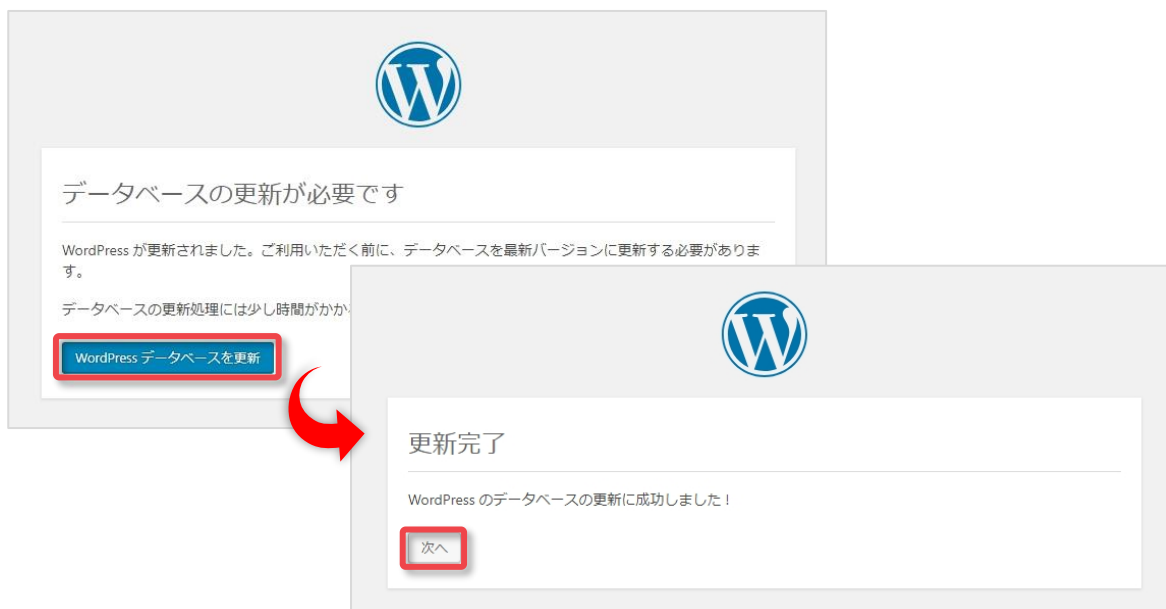 データベースの更新が必要です
WordPress が更新されました。ご利用いただく前に、データベースを最新バージョンに更新する必要がありま
す。
データベースの更新処理には少し時間がかか
WordPress データベースを更新
更新完了
WordPress のデータベースの更新に成功しました !
次へ